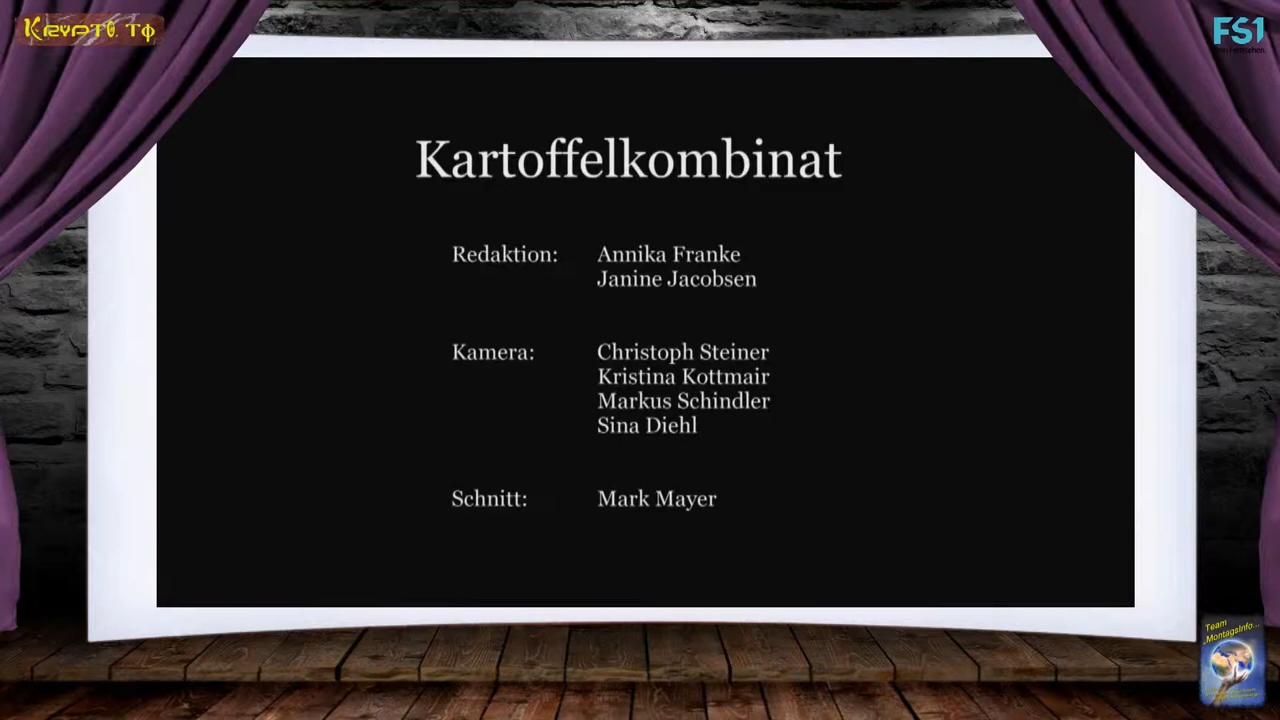 Krypto.TV
FS1
Kartoffelkombinat
Redaktion: Annika Franke
Janine Jacobsen
Kamera: Christoph Steiner
Kristina Kottmair
Markus Schindler
Sina Diehl
Schnitt: Mark Mayer
Team
„MontagsInfo...